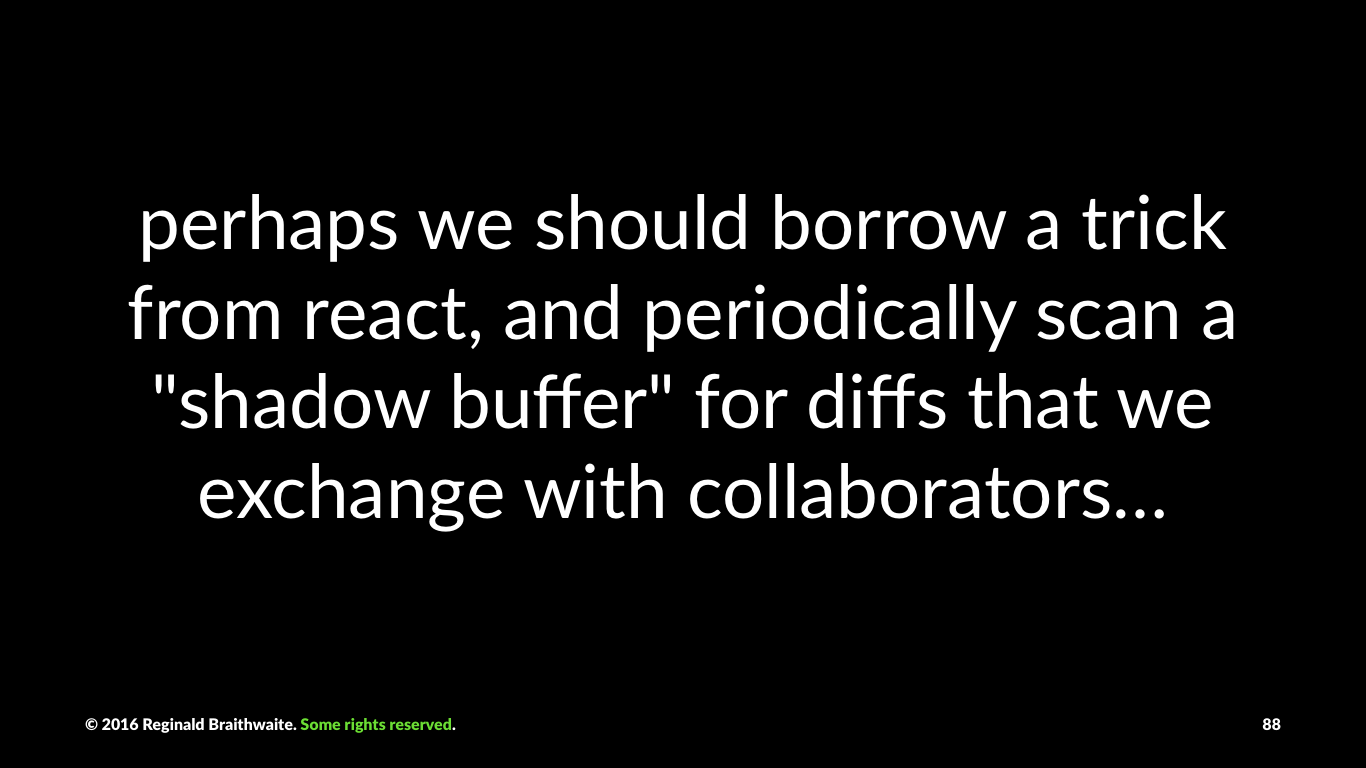 perhaps we should borrow a trick
from react, and periodically scan a
"shadow buffer" for diffs that we
exchange with collaborators…
© 2016 Reginald Braithwaite. Some rights reserved. 88